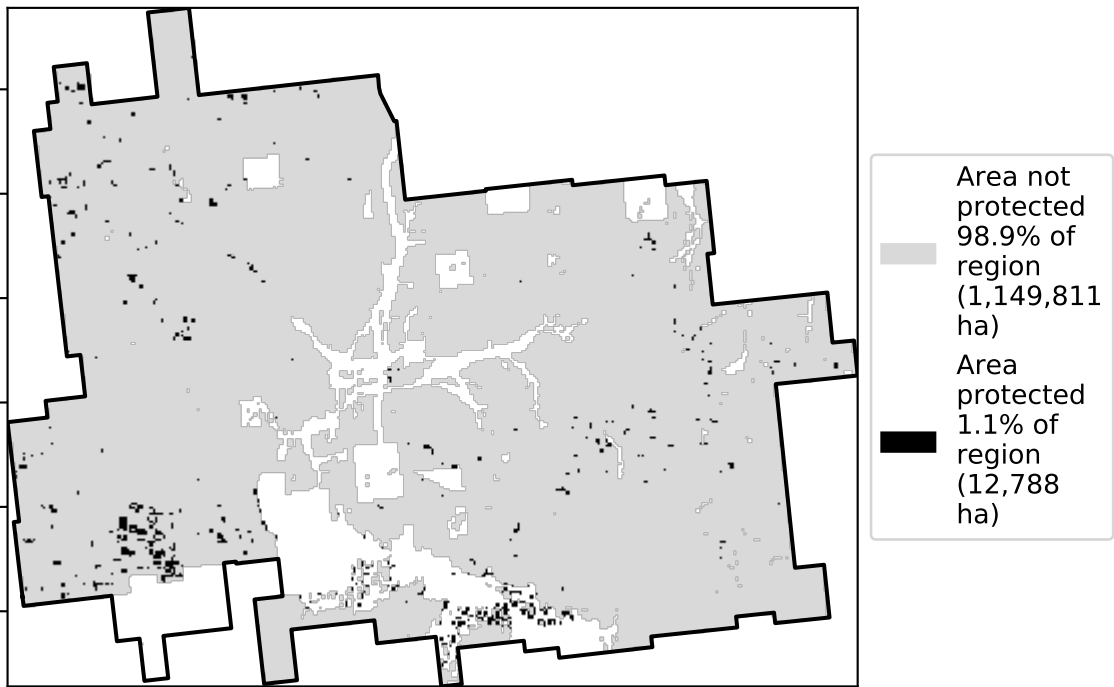 Area not
protected
98.9% of
region
(1,149,811
ha)
Area
protected
1.1% of
region
(12,788
ha)